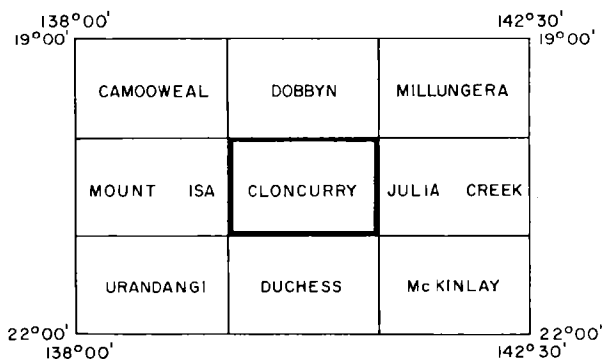 138°00' 142°30'
19°00' 19°00'
CAMOOWEAL DOBBYN MILLUNGERA
MOUNT ISA CLONCURRY JULIA CREEK
URANDANGI DUCHESS McKINLAY
22°00' 22°00'
138°00' 142°30'